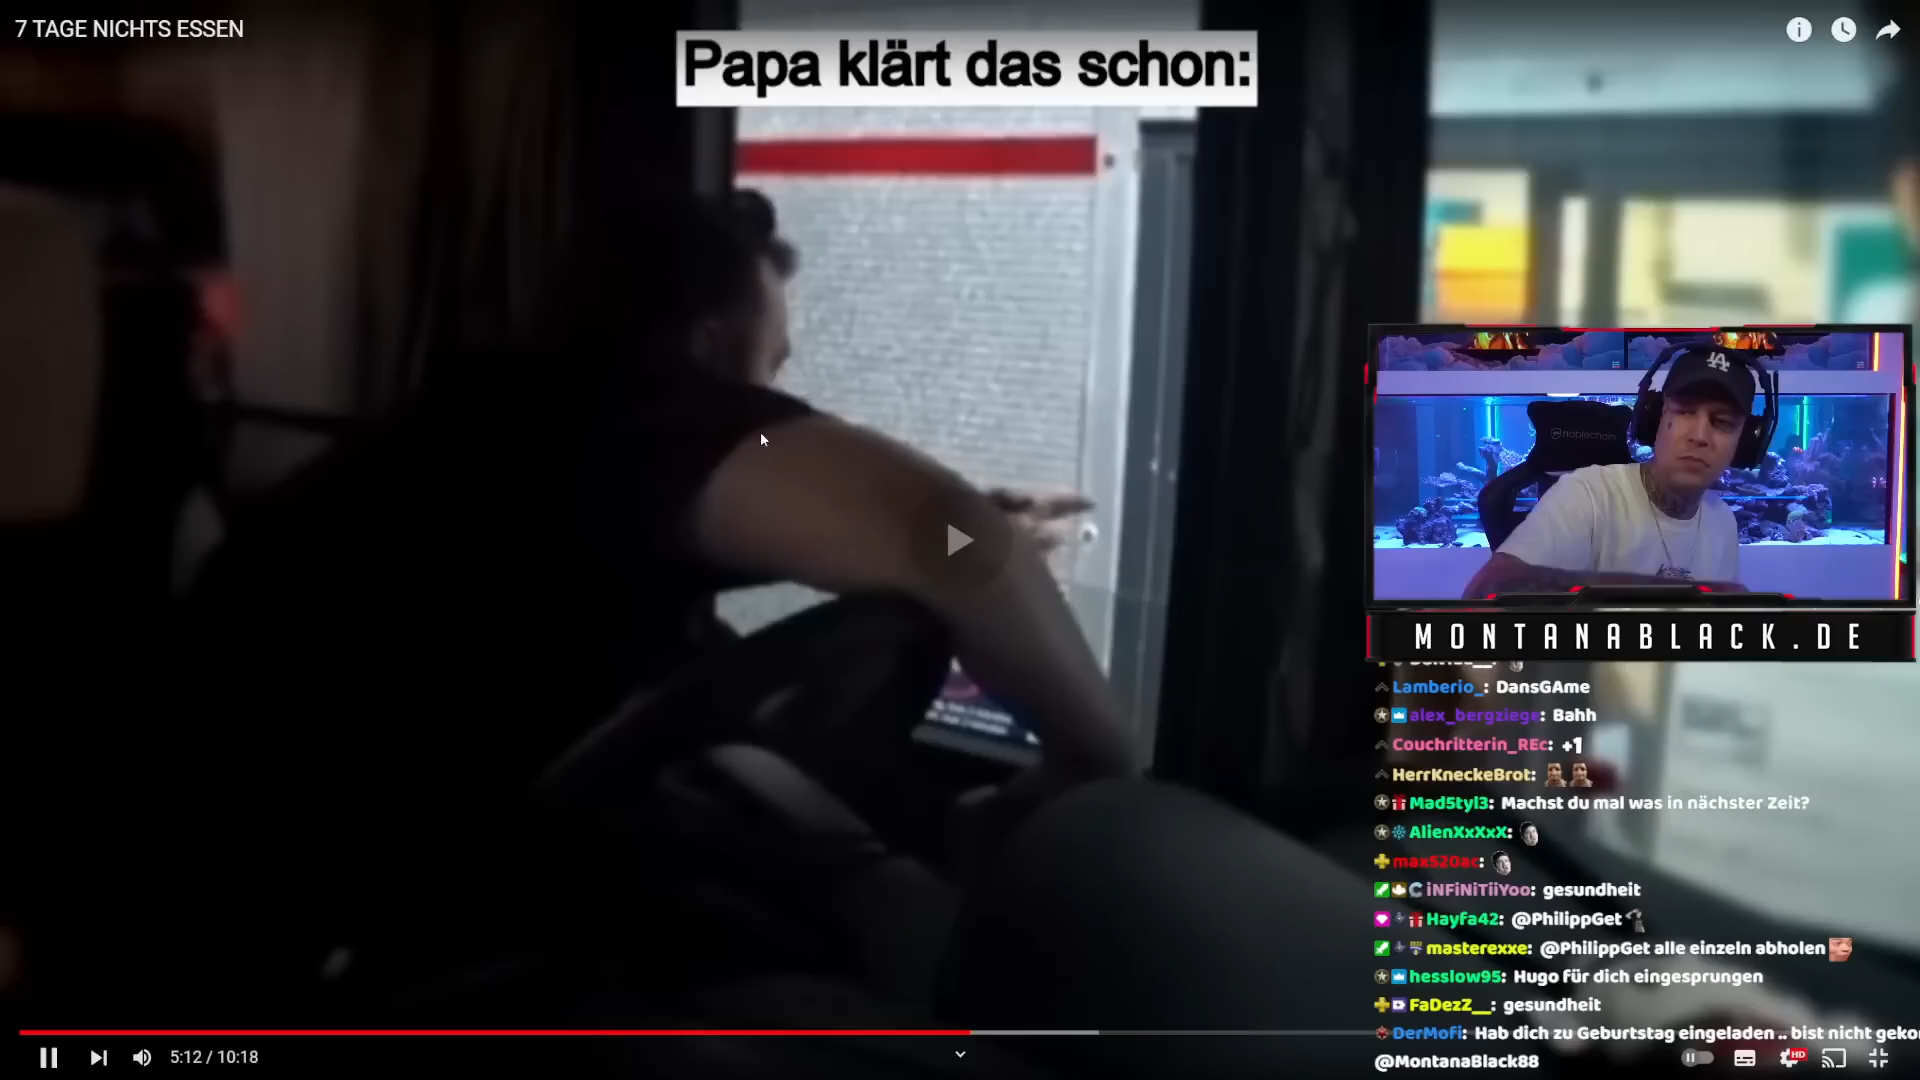 7 TAGE NICHTS ESSEN
Papa klärt das schon:
LA
noblechairs
MONTANABLACK.DE
Lamberio_: DansGAme
alex_bergziege: Bahh
Couchritterin_REc: +1
HerrKneckeBrot:
Mad5tyl3: Machst du mal was in nächster Zeit?
AlienXxXxX:
max520ac:
iNFiNiTiiYoo: gesundheit
Hayfa42: @PhilippGet
masterexxe: @PhilippGet alle einzeln abholen
hesslow95: Hugo für dich eingesprungen
FaDezZ__: gesundheit
DerMofi: Hab dich zu Geburtstag eingeladen .. bist nicht geko
@MontanaBlack88
5:12 / 10:18
HD